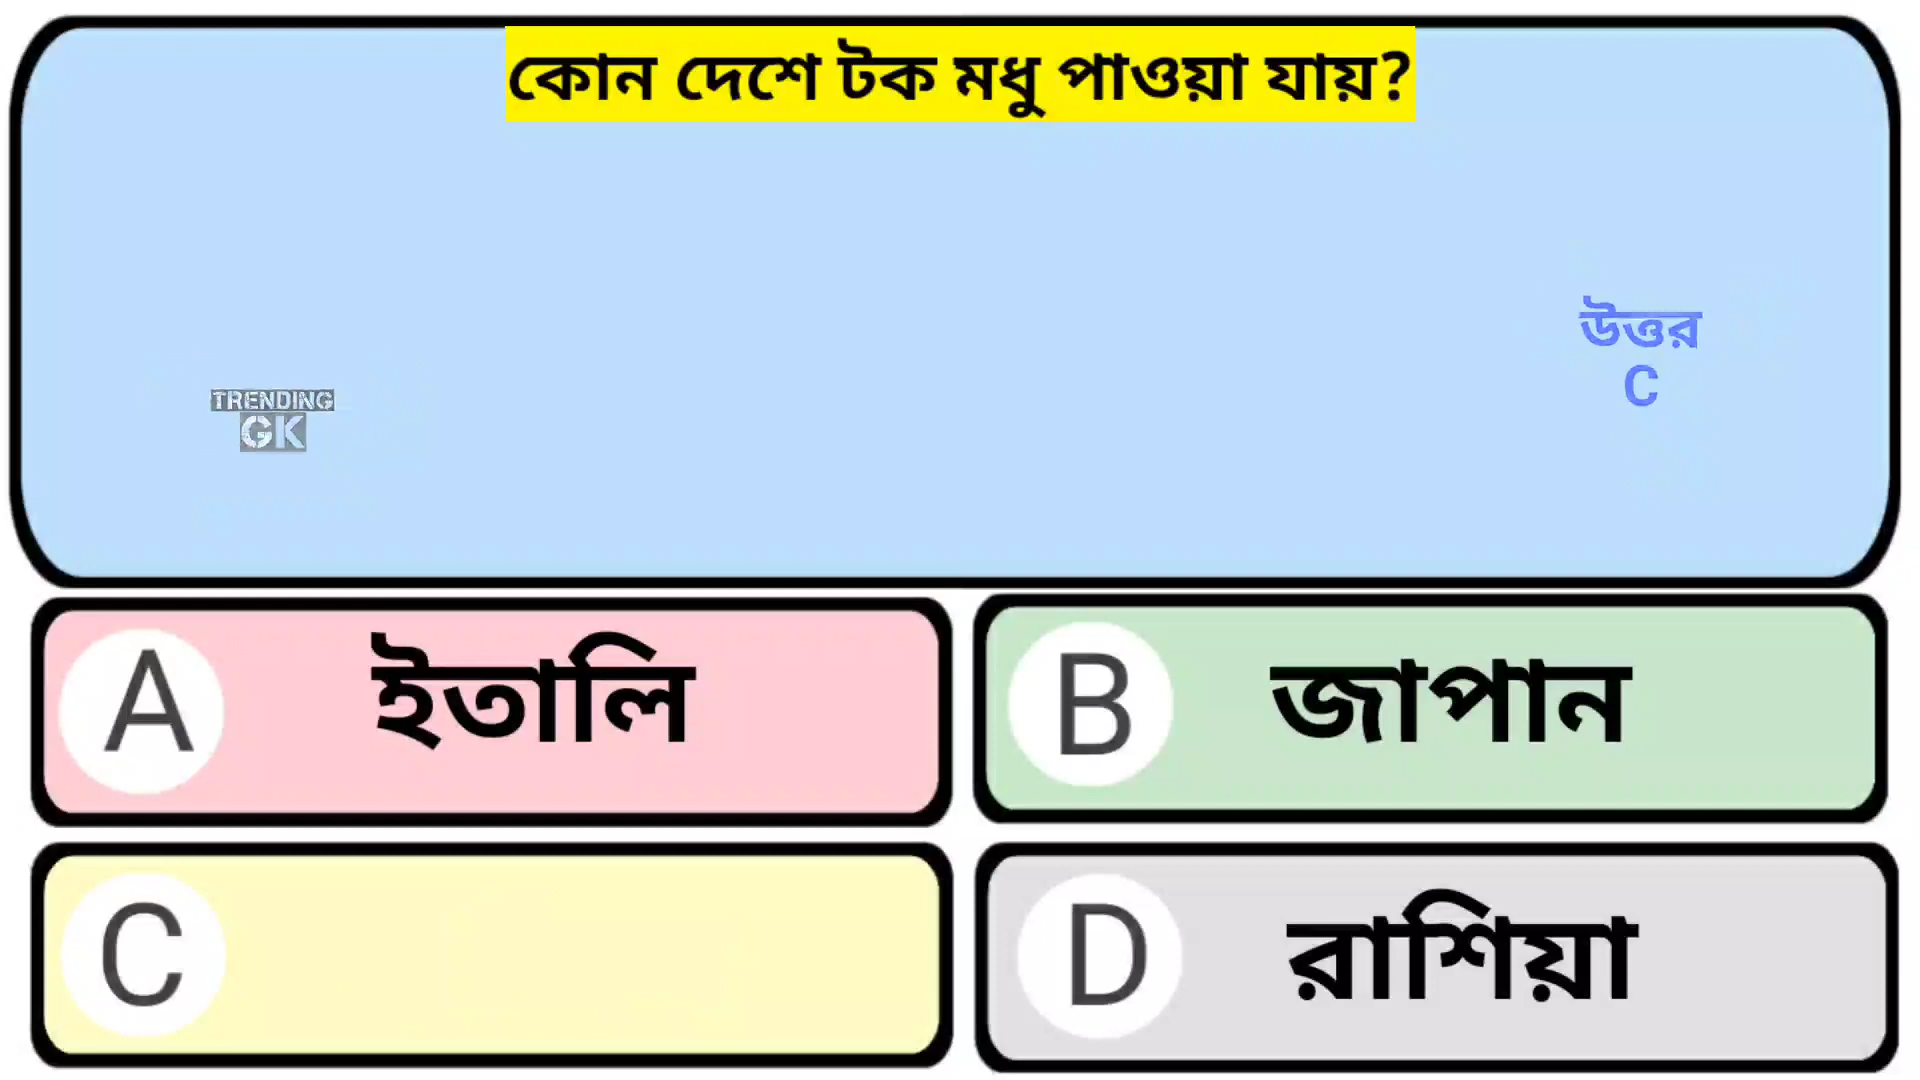 কোন দেশে টক মধু পাওয়া যায়?
উত্তর
C
TRENDING
GK
A ইতালি
B জাপান
C
D রাশিয়া